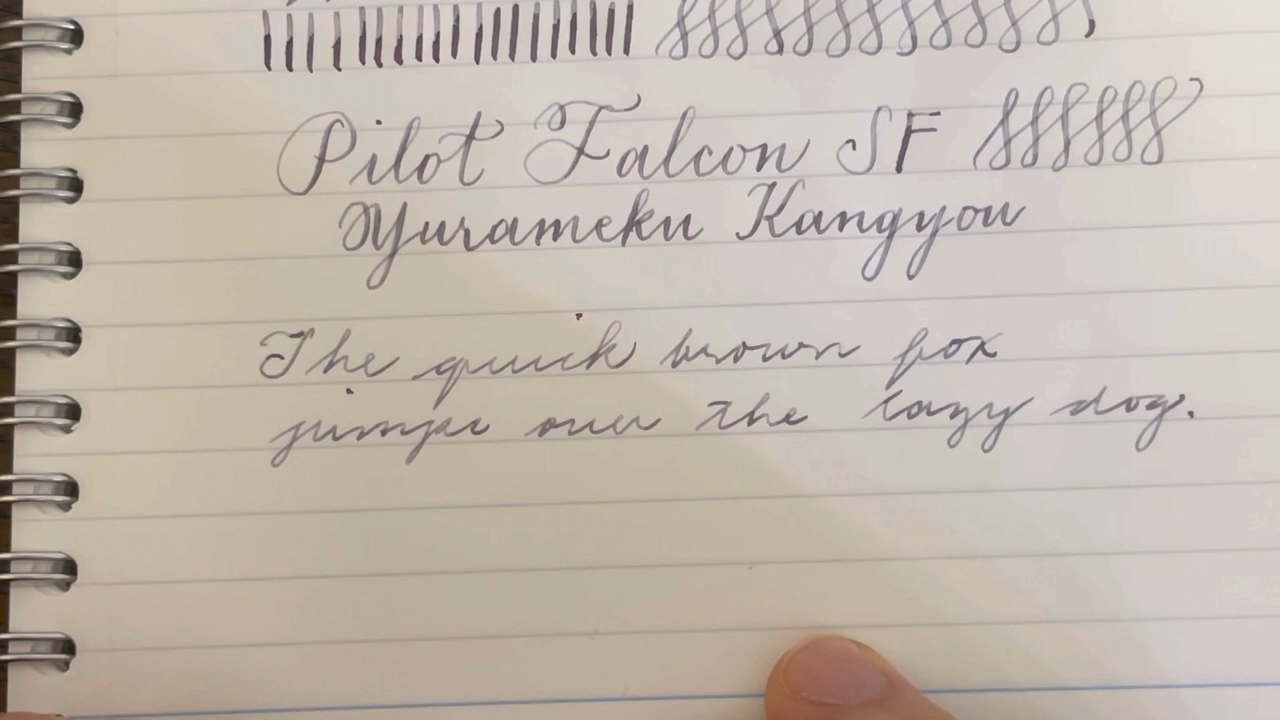 Pilot Falcon SF
Yurameku Kangyou
The quick brown fox
jumps over the lazy dog.